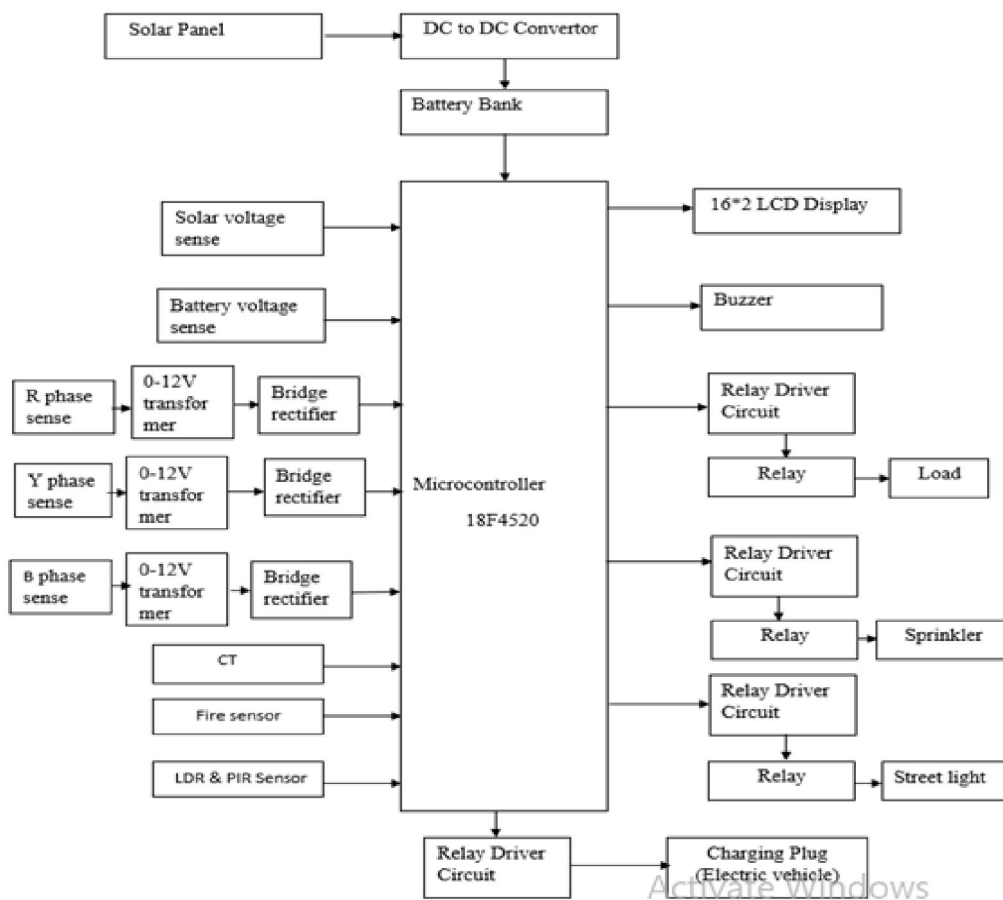 Solar Panel
DC to DC Convertor
Battery Bank
Solar voltage
sense
16*2 LCD Display
Battery voltage
sense
Buzzer
R phase
sense
0-12V
transfor
mer
Bridge
rectifier
Relay Driver
Circuit
Relay
Load
Y phase
sense
0-12V
transfor
mer
Bridge
rectifier
Microcontroller
18F4520
B phase
sense
0-12V
transfor
mer
Bridge
rectifier
Relay Driver
Circuit
Relay
Sprinkler
CT
Fire sensor
LDR & PIR Sensor
Relay Driver
Circuit
Relay
Street light
Relay Driver
Circuit
Charging Plug
(Electric vehicle)
Activate Windows